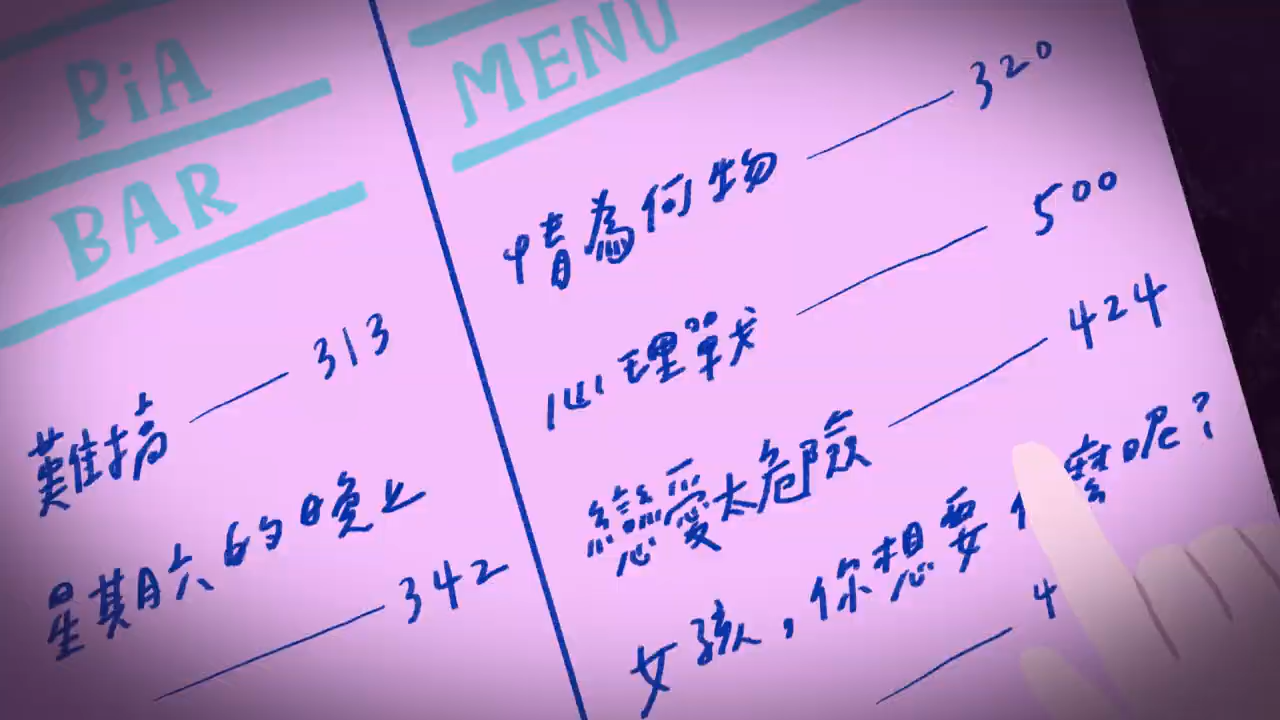 PiA
BAR
難搞 313
星期六的晚上
342
MENU
情為何物 320
心理戰 500
戀愛太危險 424
女孩，你想要 麼呢？
4